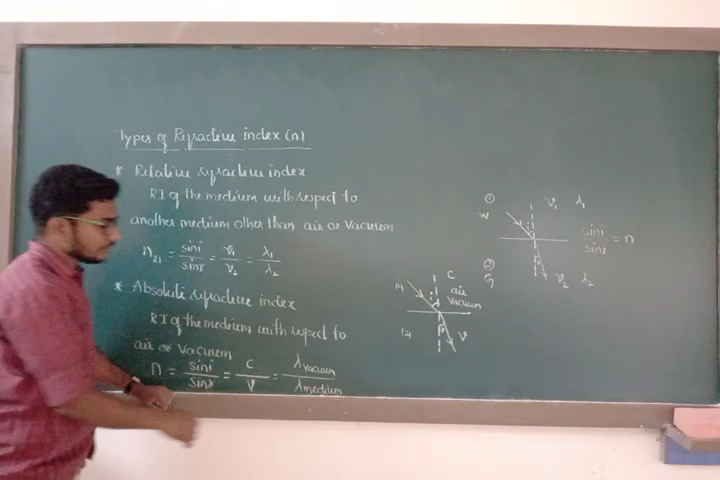 Types of Refractive index (n)
* Relative refractive index
RI of the medium with respect to
another medium other than air or Vacuum
n₂₁ = sini/sinr = v₁/v₂ = λ₁/λ₂
* Absolute refractive index
RI of the medium with respect to
air or Vacuum
n = sini/sinr = C/V = λvacuum/λmedium
C
air
Vacuum
V
① v₁ λ₁
W
sini/sinr = n
②
G v₂ λ₂